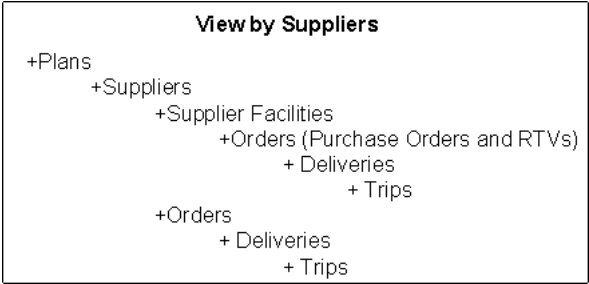 View by Suppliers
+Plans
+Suppliers
+Supplier Facilities
+Orders (Purchase Orders and RTVs)
+ Deliveries
+ Trips
+Orders
+ Deliveries
+ Trips